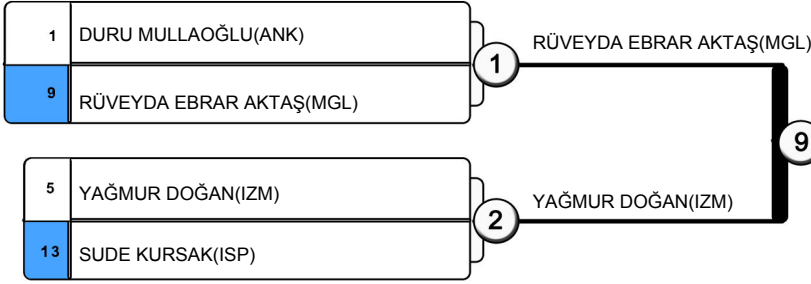 1 DURU MULLAOĞLU(ANK)
9 RÜVEYDA EBRAR AKTAŞ(MGL)
1
RÜVEYDA EBRAR AKTAŞ(MGL)
9
5 YAĞMUR DOĞAN(IZM)
13 SUDE KURSAK(ISP)
2
YAĞMUR DOĞAN(IZM)